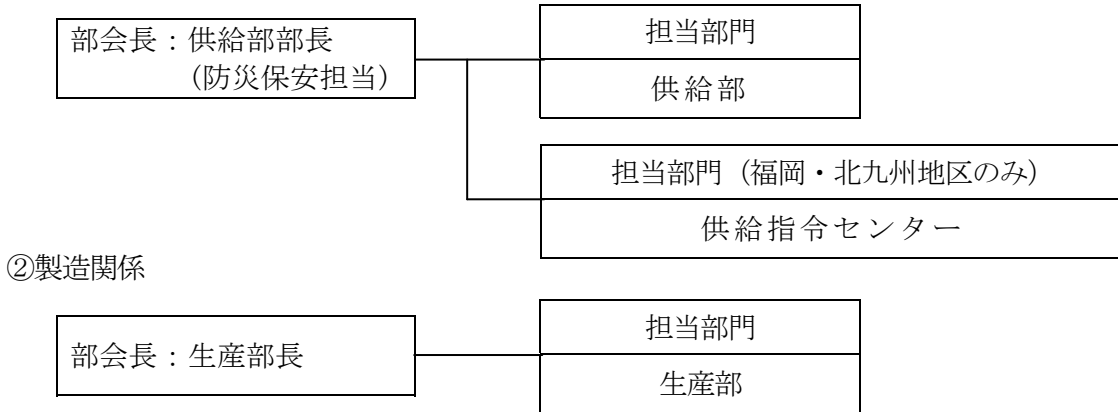 部会長：供給部部長
（防災保安担当）
担当部門
供給部
担当部門（福岡・北九州地区のみ）
供給指令センター
②製造関係
部会長：生産部長
担当部門
生産部